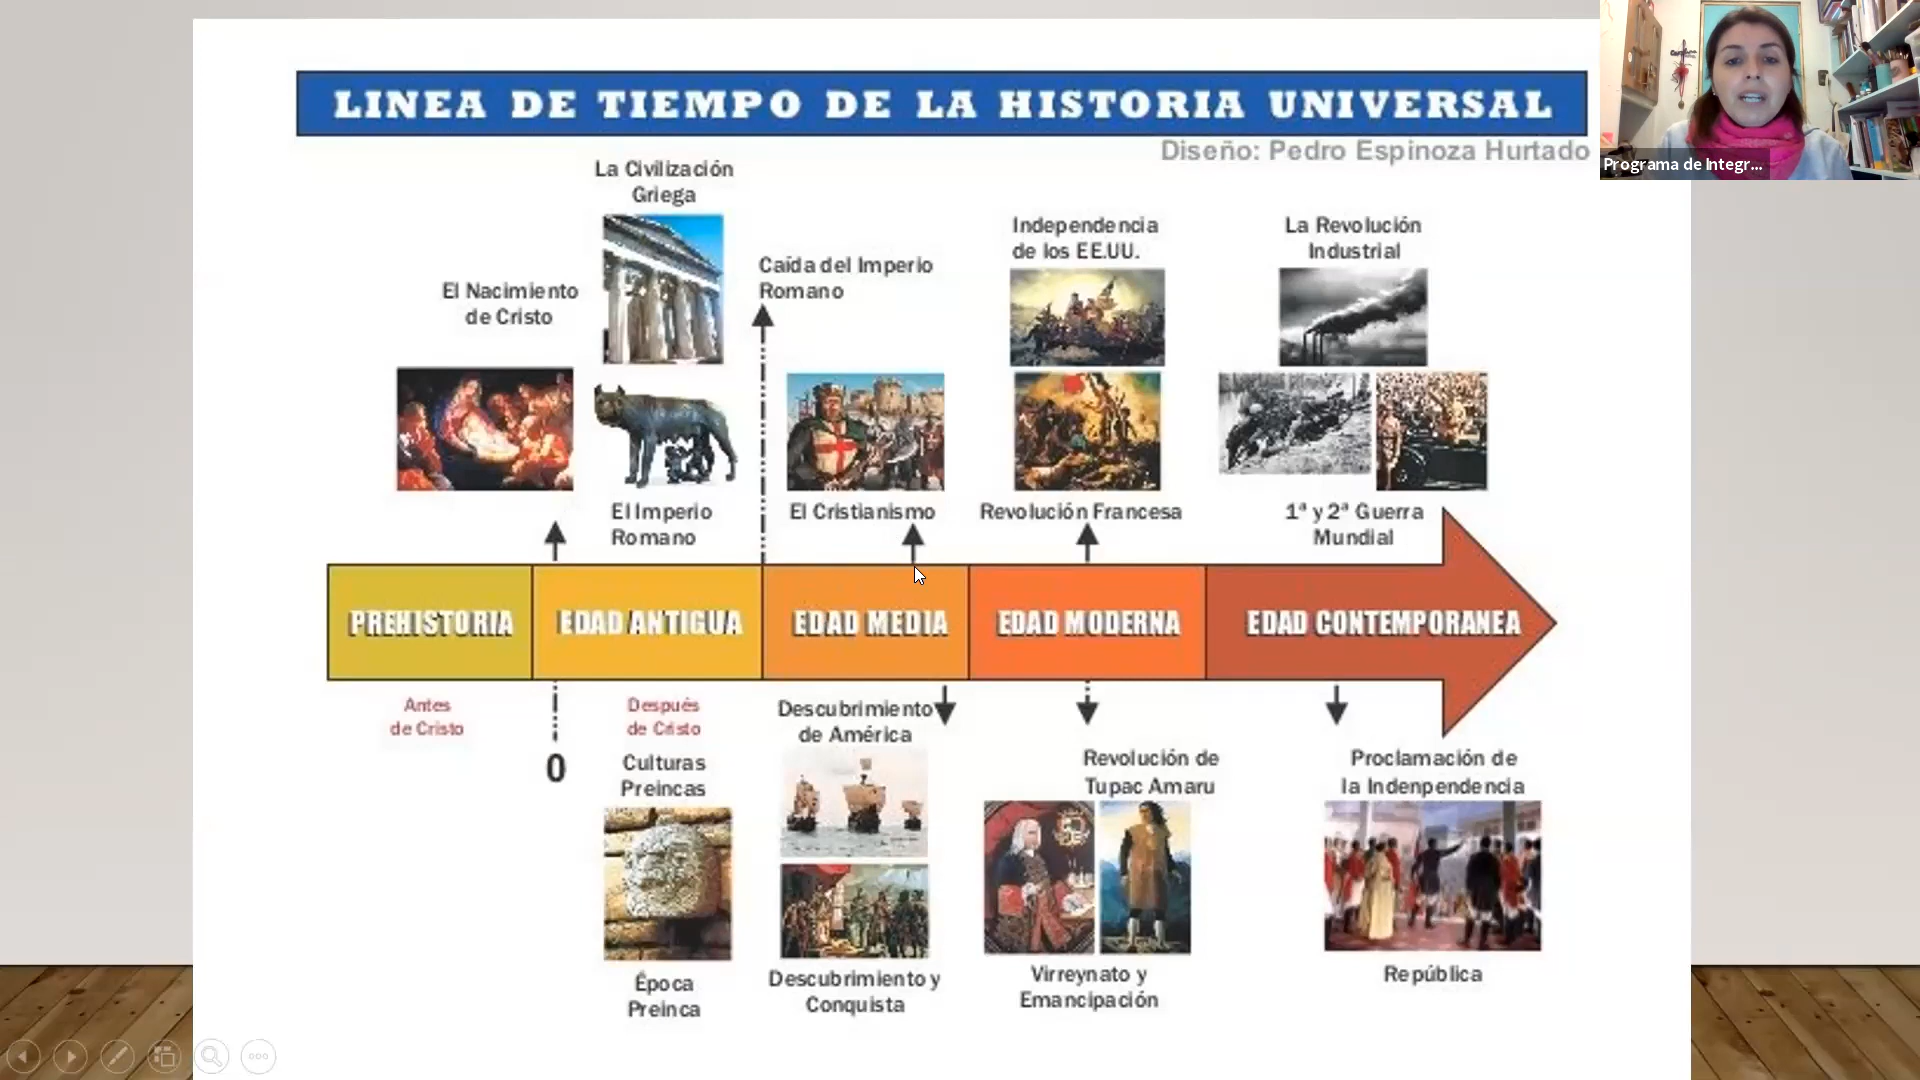 LINEA DE TIEMPO DE LA HISTORIA UNIVERSAL
Diseño: Pedro Espinoza Hurtado
Programa de Integr...
La Civilización
Griega
El Nacimiento
de Cristo
Caída del Imperio
Romano
Independencia
de los EE.UU.
La Revolución
Industrial
El Imperio
Romano
El Cristianismo
Revolución Francesa
1ª y 2ª Guerra
Mundial
PREHISTORIA
EDAD ANTIGUA
EDAD MEDIA
EDAD MODERNA
EDAD CONTEMPORANEA
Antes
de Cristo
0
Después
de Cristo
Culturas
Preincas
Época
Preinca
Descubrimiento
de América
Descubrimiento y
Conquista
Revolución de
Tupac Amaru
Virreynato y
Emancipación
Proclamación de
la Indenpendencia
República